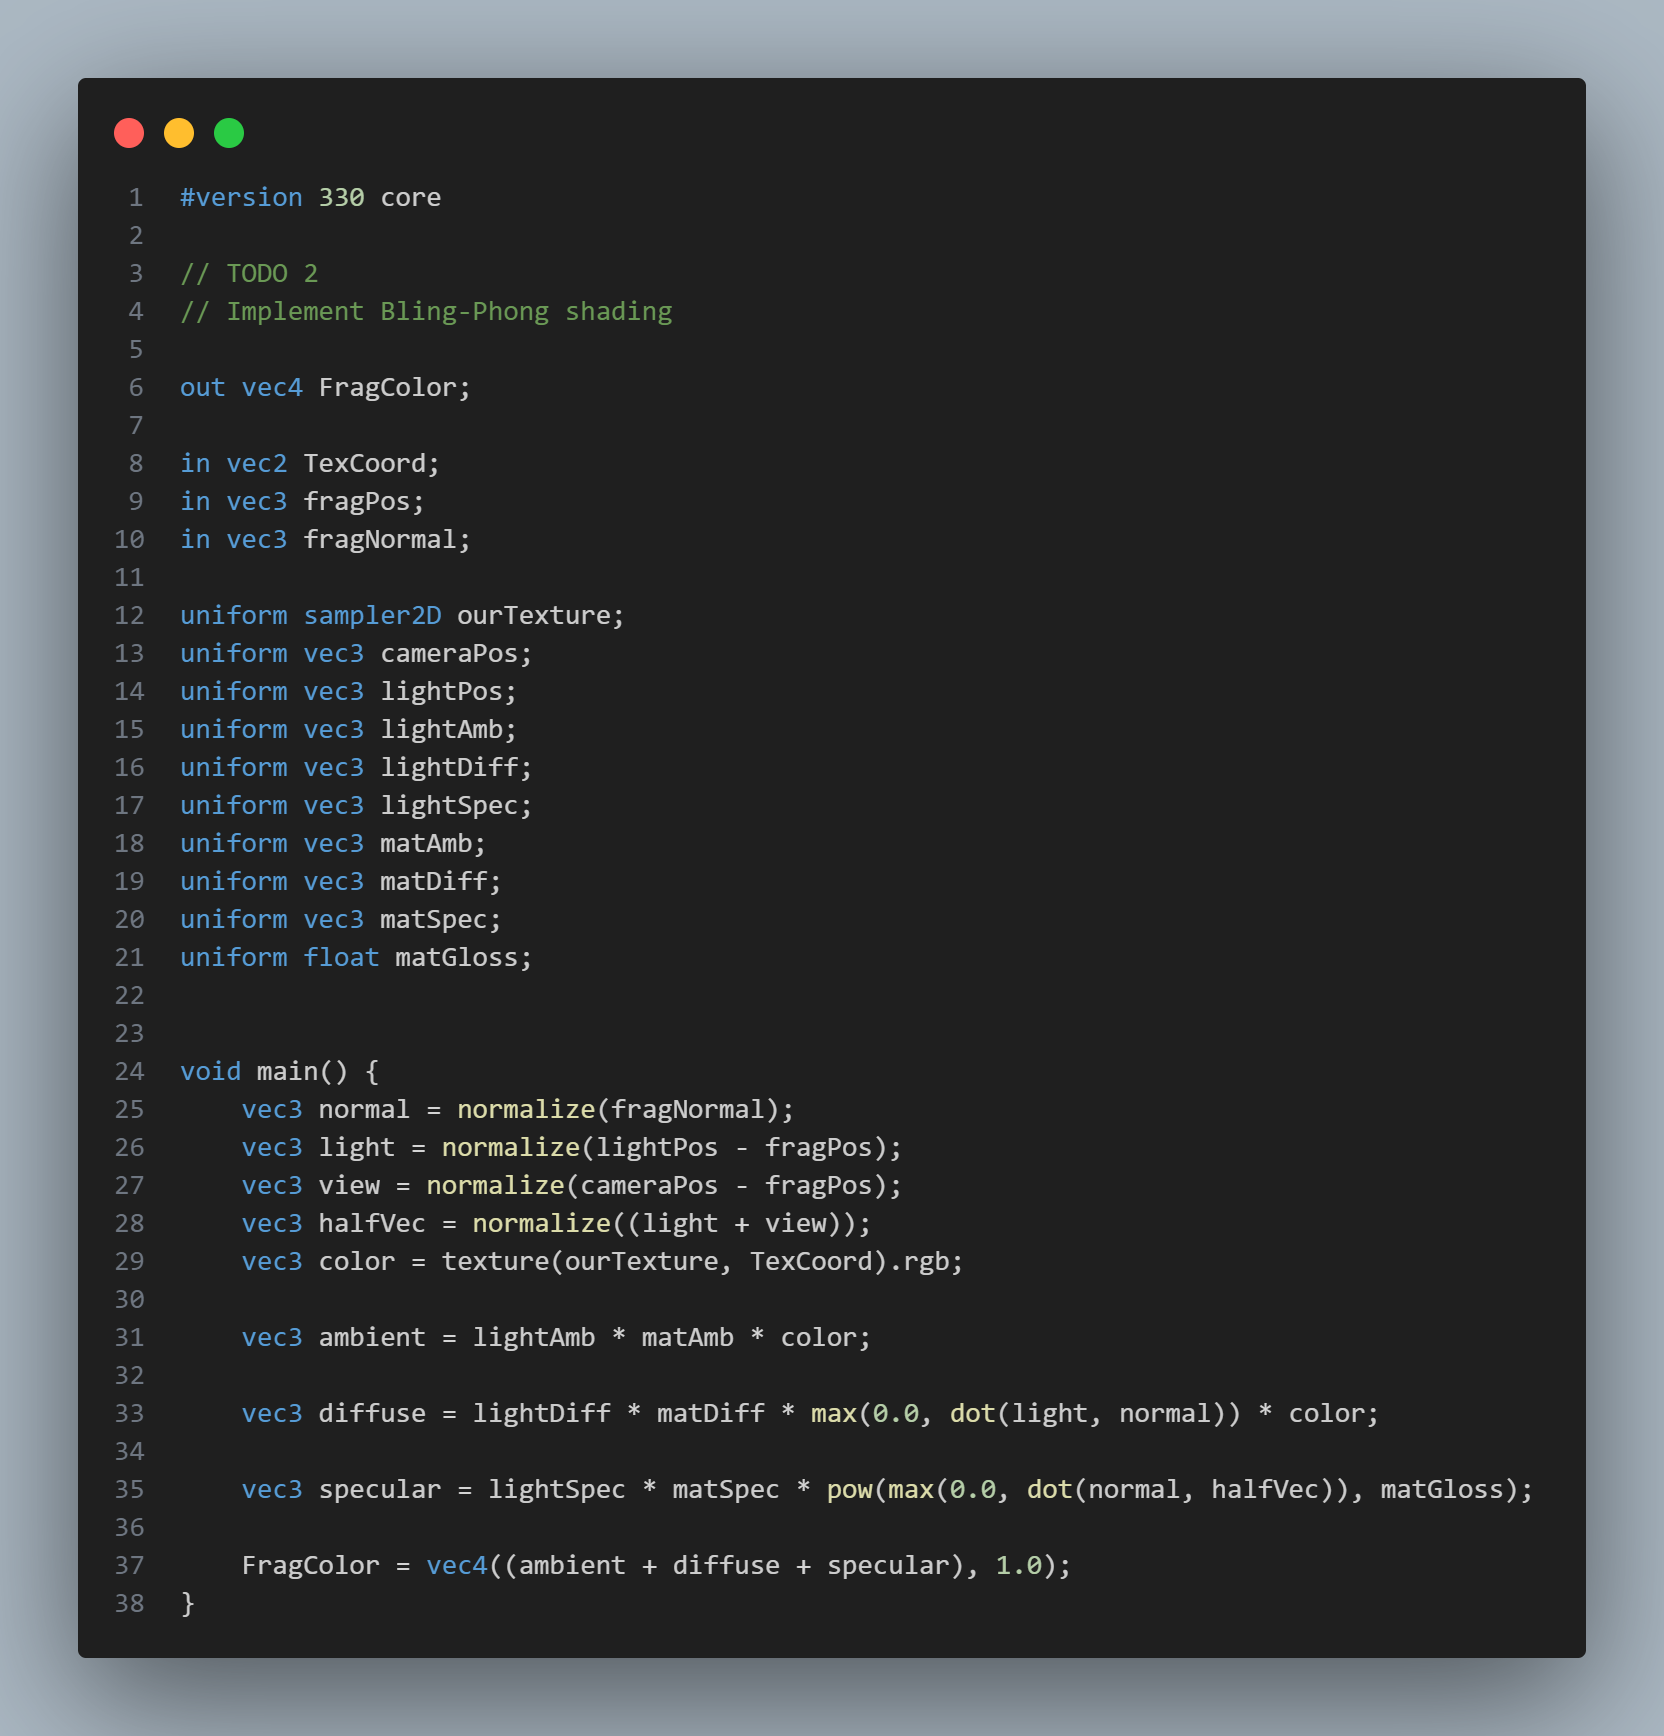 1 #version 330 core
2
3 // TODO 2
4 // Implement Bling-Phong shading
5
6 out vec4 FragColor;
7
8 in vec2 TexCoord;
9 in vec3 fragPos;
10 in vec3 fragNormal;
11
12 uniform sampler2D ourTexture;
13 uniform vec3 cameraPos;
14 uniform vec3 lightPos;
15 uniform vec3 lightAmb;
16 uniform vec3 lightDiff;
17 uniform vec3 lightSpec;
18 uniform vec3 matAmb;
19 uniform vec3 matDiff;
20 uniform vec3 matSpec;
21 uniform float matGloss;
22
23
24 void main() {
25     vec3 normal = normalize(fragNormal);
26     vec3 light = normalize(lightPos - fragPos);
27     vec3 view = normalize(cameraPos - fragPos);
28     vec3 halfVec = normalize((light + view));
29     vec3 color = texture(ourTexture, TexCoord).rgb;
30
31     vec3 ambient = lightAmb * matAmb * color;
32
33     vec3 diffuse = lightDiff * matDiff * max(0.0, dot(light, normal)) * color;
34
35     vec3 specular = lightSpec * matSpec * pow(max(0.0, dot(normal, halfVec)), matGloss);
36
37     FragColor = vec4((ambient + diffuse + specular), 1.0);
38 }